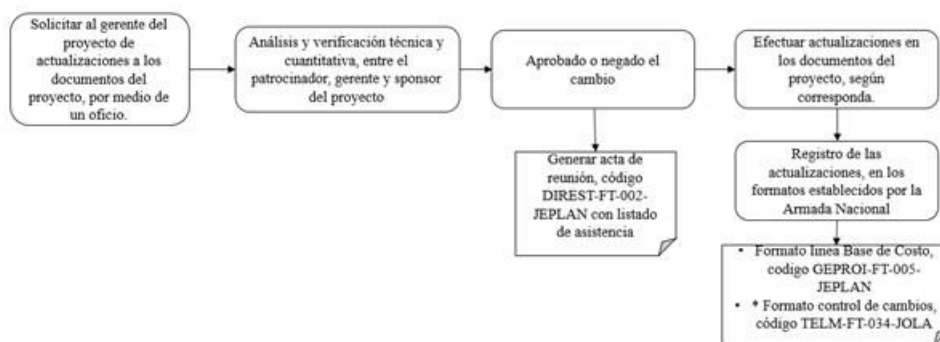 Solicitar al gerente del
proyecto de
actualizaciones a los
documentos del
proyecto, por medio de
un oficio.
Análisis y verificación técnica y
cuantitativa, entre el
patrocinador, gerente y sponsor
del proyecto
Aprobado o negado el
cambio
Efectuar actualizaciones en
los documentos del
proyecto, según
corresponda.
Generar acta de
reunión, código
DIREST-FT-002-
JEPLAN con listado
de asistencia
Registro de las
actualizaciones, en los
formatos establecidos por la
Armada Nacional
• Formato linea Base de Costo,
codigo GEPROI-FT-005-
JEPLAN
• * Formato control de cambios,
código TELM-FT-034-JOLA